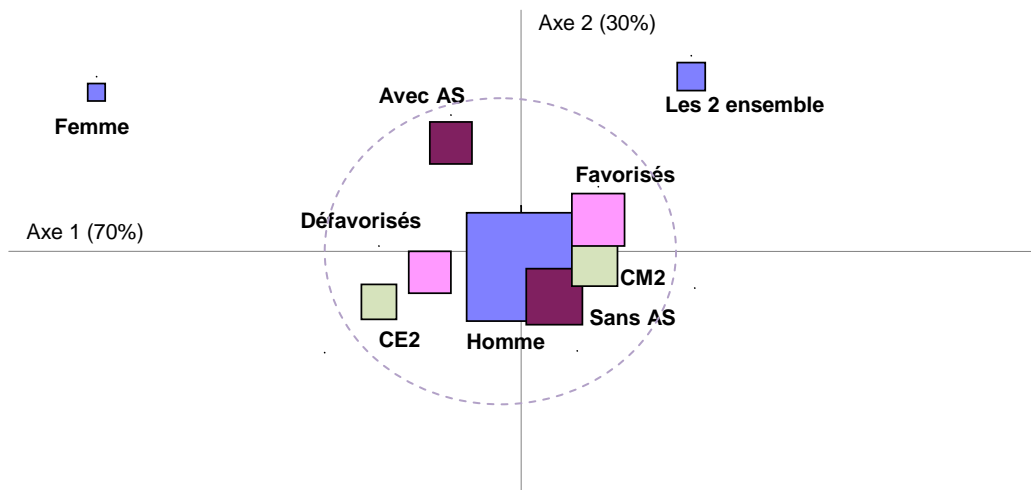 Axe 2 (30%)
Avec AS
Les 2 ensemble
Femme
Favorisés
Défavorisés
Axe 1 (70%)
CM2
Sans AS
CE2
Homme